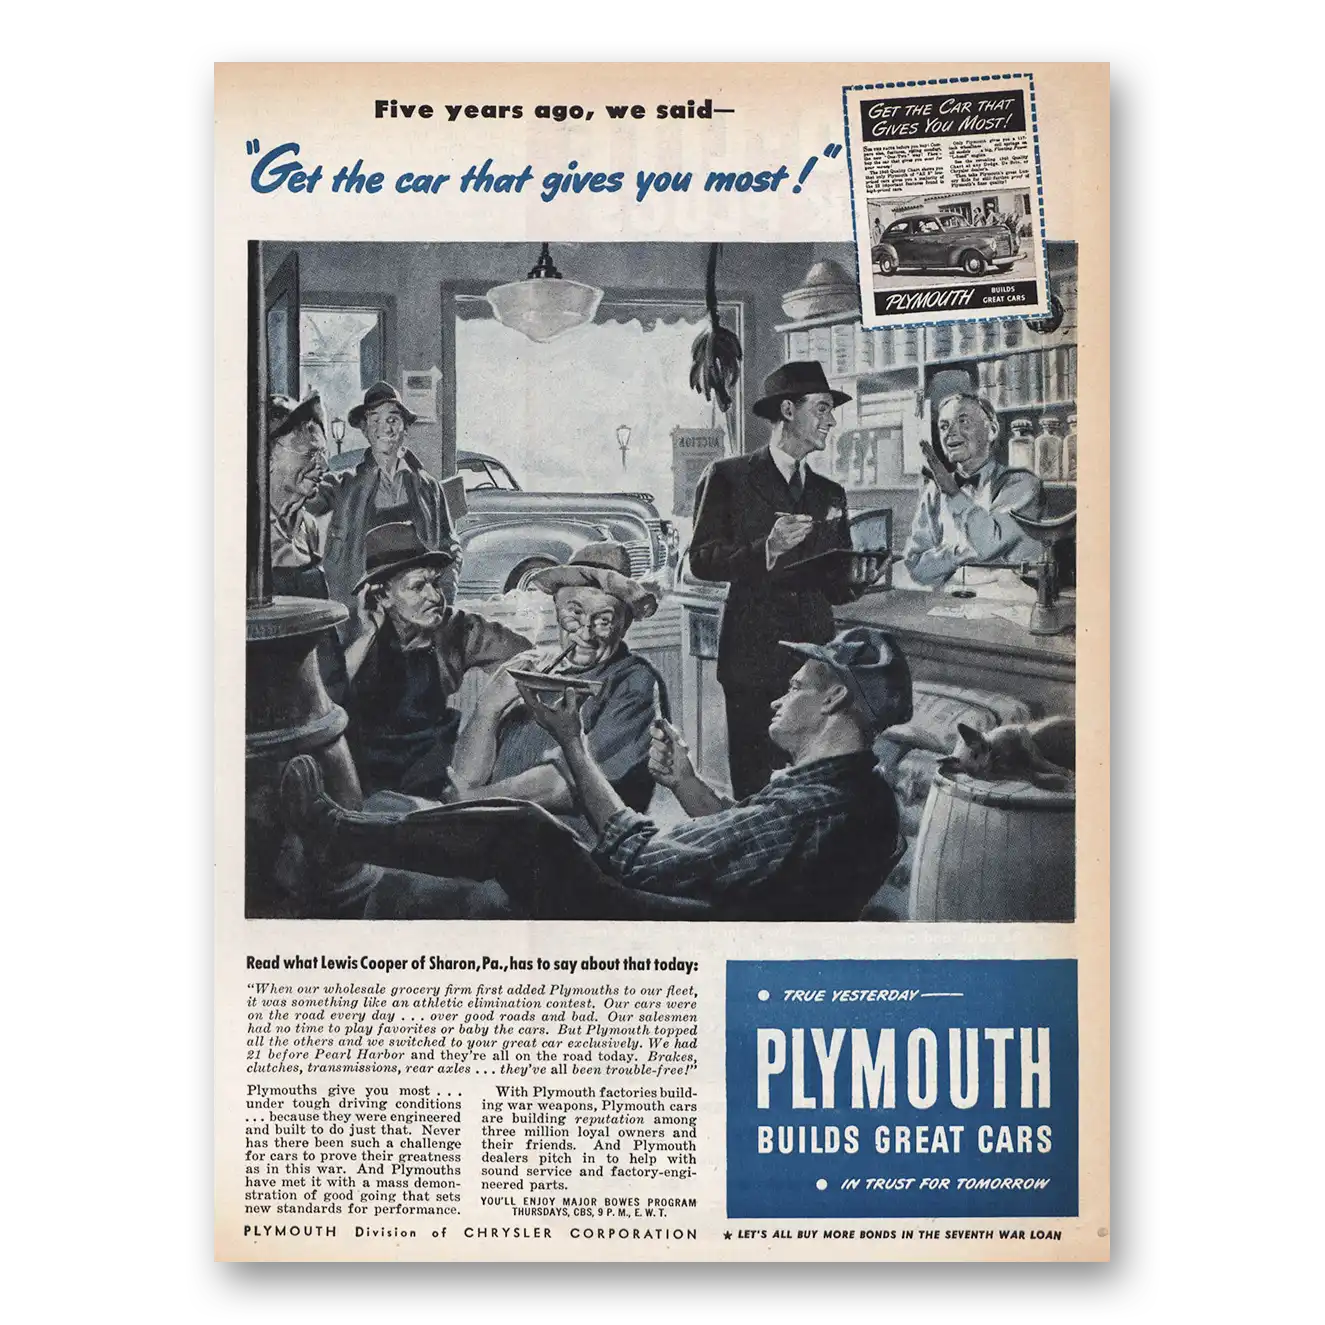 Five years ago, we said—
"Get the car that gives you most!"
GET THE CAR THAT
GIVES YOU MOST!
PLYMOUTH BUILDS
GREAT CARS
AUCTION
Read what Lewis Cooper of Sharon, Pa., has to say about that today:
"When our wholesale grocery firm first added Plymouths to our fleet,
it was something like an athletic elimination contest. Our cars were
on the road every day . . . over good roads and bad. Our salesmen
had no time to play favorites or baby the cars. But Plymouth topped
all the others and we switched to your great car exclusively. We had
21 before Pearl Harbor and they're all on the road today. Brakes,
clutches, transmissions, rear axles . . . they've all been trouble-free!"
Plymouths give you most . . .
under tough driving conditions
. . . because they were engineered
and built to do just that. Never
has there been such a challenge
for cars to prove their greatness
as in this war. And Plymouths
have met it with a mass demon-
stration of good going that sets
new standards for performance.
With Plymouth factories build-
ing war weapons, Plymouth cars
are building reputation among
three million loyal owners and
their friends. And Plymouth
dealers pitch in to help with
sound service and factory-engi-
neered parts.
YOU'LL ENJOY MAJOR BOWES PROGRAM
THURSDAYS, CBS, 9 P. M., E. W. T.
PLYMOUTH Division of CHRYSLER CORPORATION
TRUE YESTERDAY—
PLYMOUTH
BUILDS GREAT CARS
IN TRUST FOR TOMORROW
★ LET'S ALL BUY MORE BONDS IN THE SEVENTH WAR LOAN